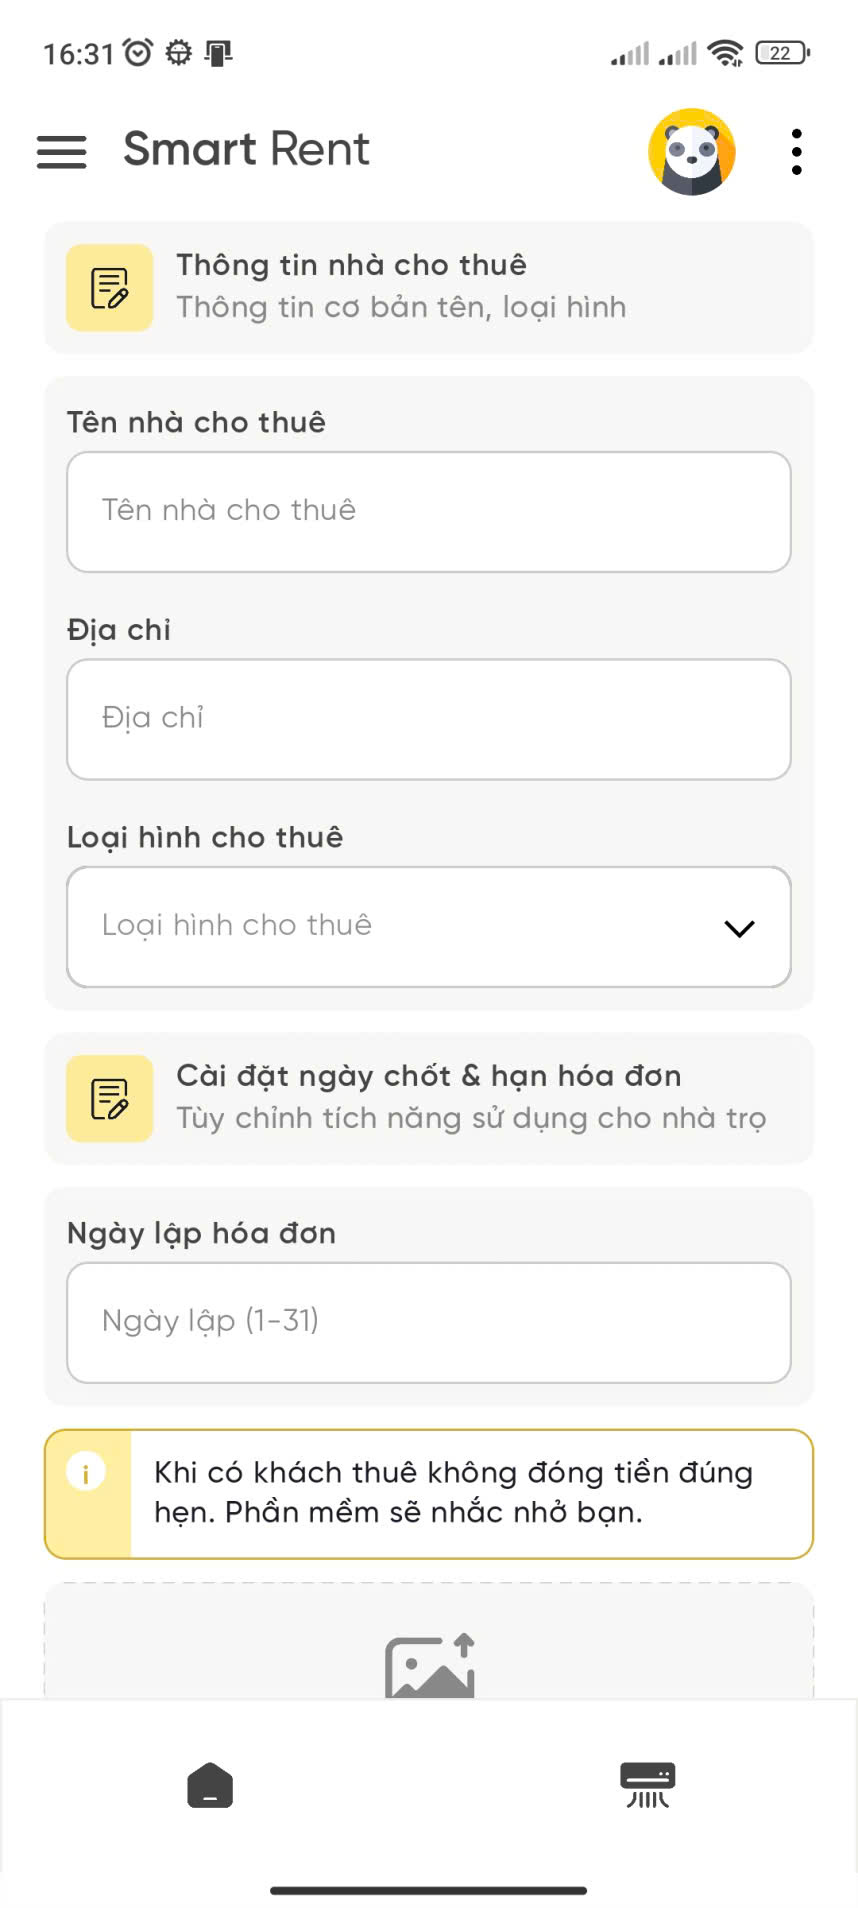 16:31
22
Smart Rent
Thông tin nhà cho thuê
Thông tin cơ bản tên, loại hình
Tên nhà cho thuê
Tên nhà cho thuê
Địa chỉ
Địa chỉ
Loại hình cho thuê
Loại hình cho thuê
Cài đặt ngày chốt & hạn hóa đơn
Tùy chỉnh tích năng sử dụng cho nhà trọ
Ngày lập hóa đơn
Ngày lập (1-31)
Khi có khách thuê không đóng tiền đúng
hẹn. Phần mềm sẽ nhắc nhở bạn.